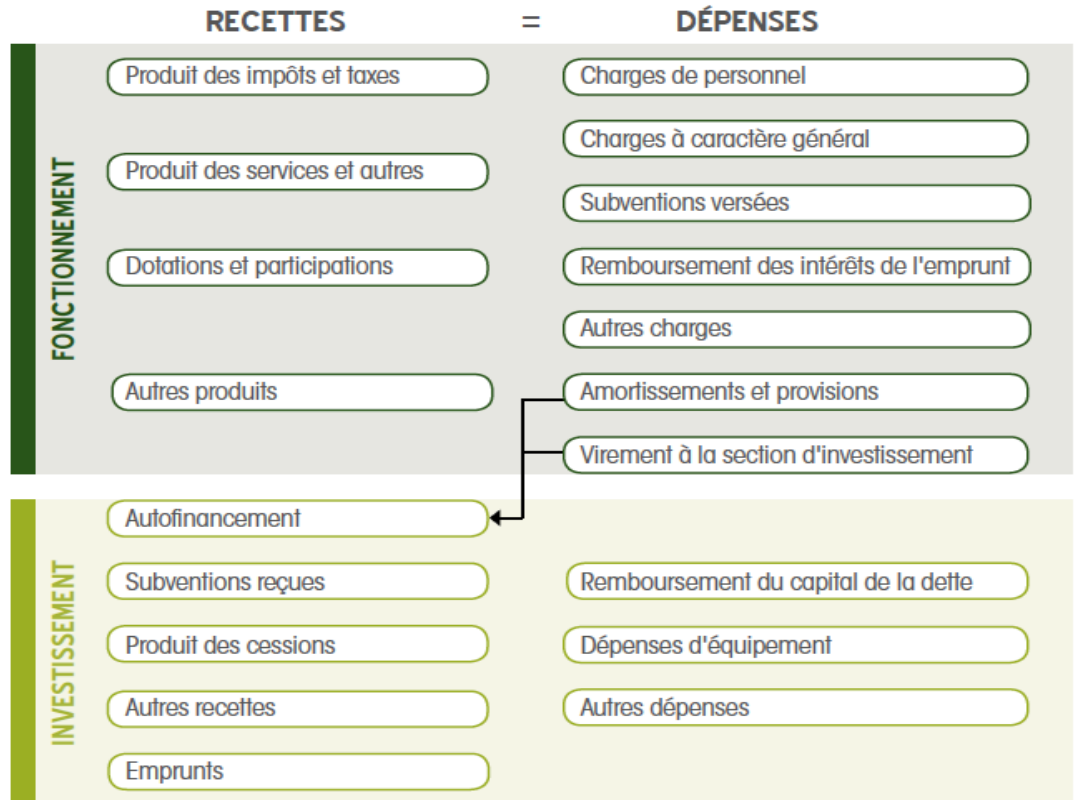 RECETTES = DÉPENSES
FONCTIONNEMENT
Produit des impôts et taxes
Produit des services et autres
Dotations et participations
Autres produits
Charges de personnel
Charges à caractère général
Subventions versées
Remboursement des intérêts de l'emprunt
Autres charges
Amortissements et provisions
Virement à la section d'investissement
INVESTISSEMENT
Autofinancement
Subventions reçues
Produit des cessions
Autres recettes
Emprunts
Remboursement du capital de la dette
Dépenses d'équipement
Autres dépenses